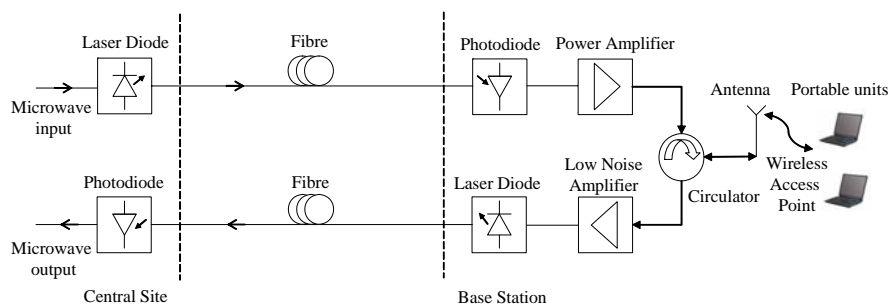 Laser Diode
Fibre
Photodiode
Power Amplifier
Antenna
Portable units
Microwave
input
Photodiode
Fibre
Laser Diode
Low Noise
Amplifier
Circulator
Wireless
Access
Point
Microwave
output
Central Site
Base Station